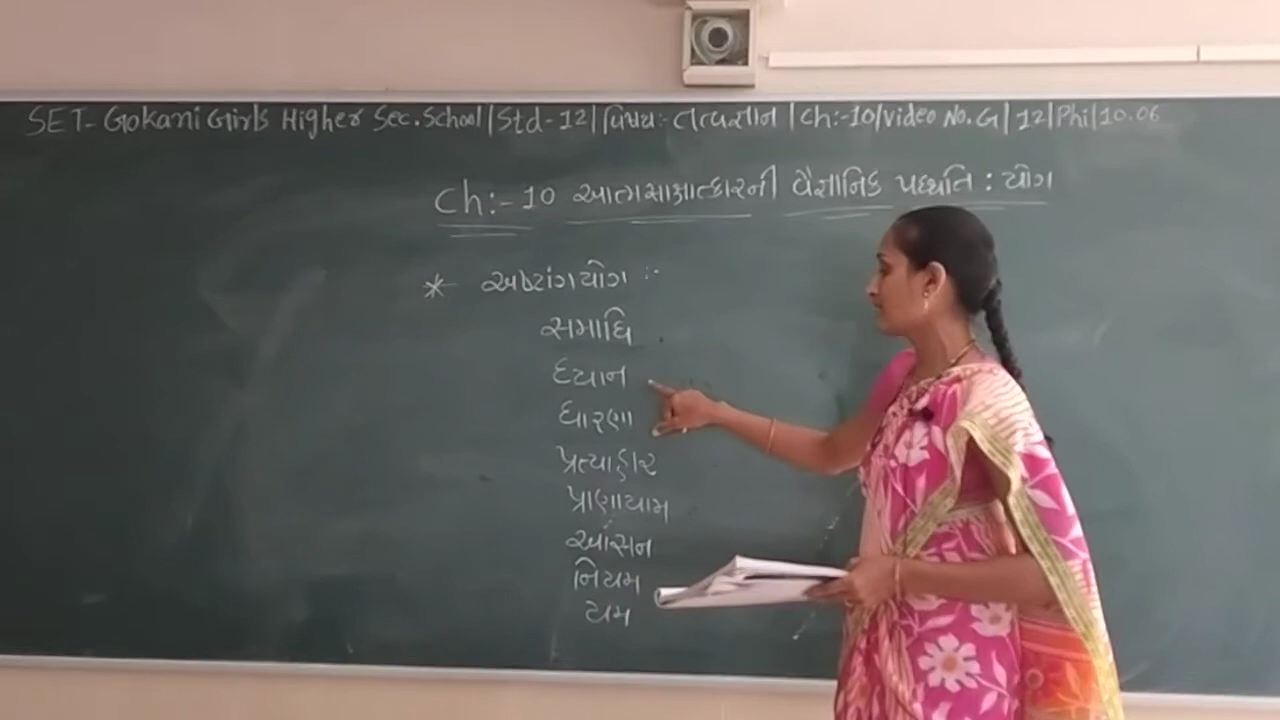 SET- Gokani Girls Higher Sec. School | Std - 12 | વિષય:- તત્વજ્ઞાન | Ch:-10/Video No. G | 12 | Phi | 10.06
Ch:- 10 આત્મસાક્ષાત્કારની વૈજ્ઞાનિક પધ્ધતિ : યોગ
* અષ્ટાંગયોગ :-
સમાધિ
ધ્યાન
ધારણા
પ્રત્યાહાર
પ્રાણાયામ
આસન
નિયમ
યમ